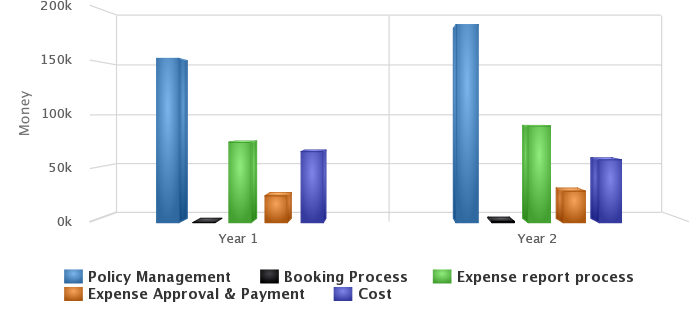 200k
150k
100k
50k
0k
Money
Year 1
Year 2
Policy Management
Booking Process
Expense report process
Expense Approval & Payment
Cost